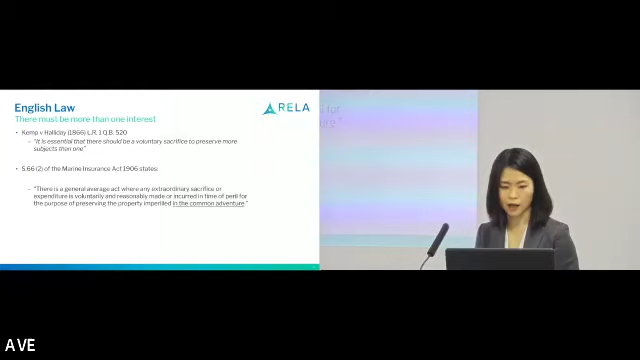 English Law
RELA
There must be more than one interest
• Kemp v Halliday (1866) L.R. 1 Q.B. 520
– "It is essential that there should be a voluntary sacrifice to preserve more
subjects than one"
• S.66 (2) of the Marine Insurance Act 1906 states:
– "There is a general average act where any extraordinary sacrifice or
expenditure is voluntarily and reasonably made or incurred in time of peril for
the purpose of preserving the property imperilled in the common adventure."
AVE